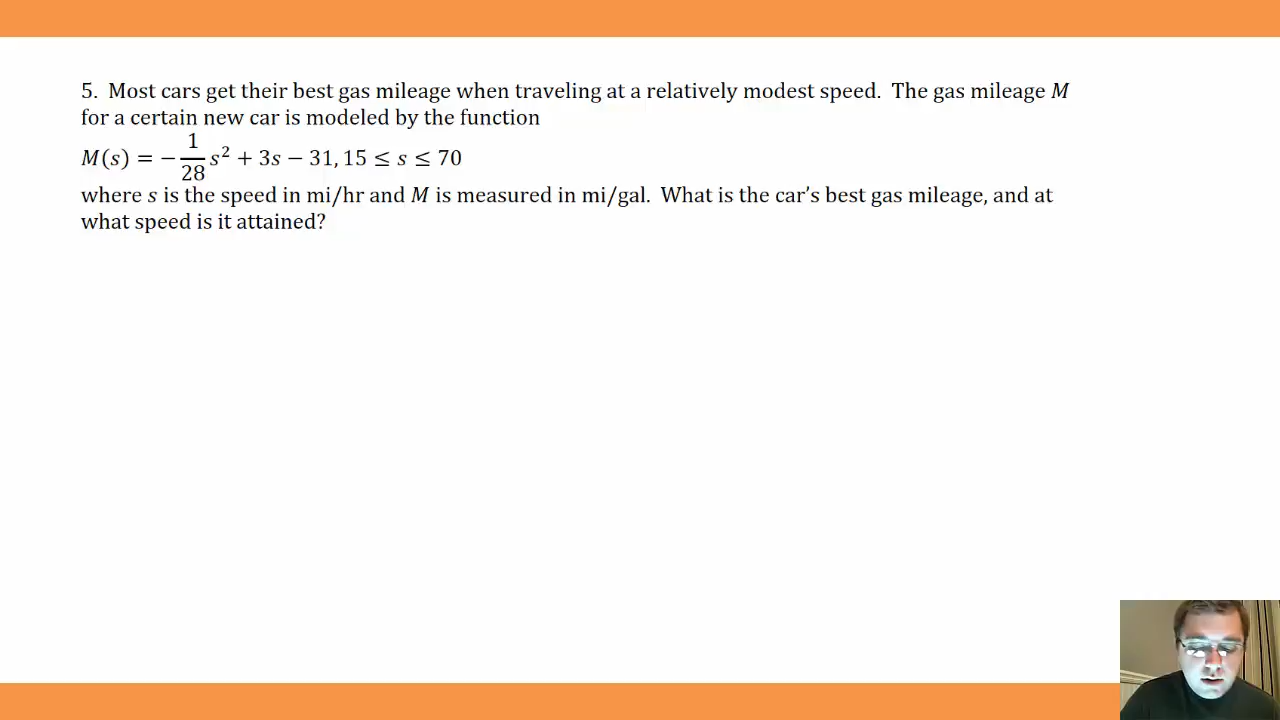 5. Most cars get their best gas mileage when traveling at a relatively modest speed. The gas mileage M
for a certain new car is modeled by the function
M(s) = −\frac{1}{28}s² + 3s − 31, 15 ≤ s ≤ 70
where s is the speed in mi/hr and M is measured in mi/gal. What is the car’s best gas mileage, and at
what speed is it attained?